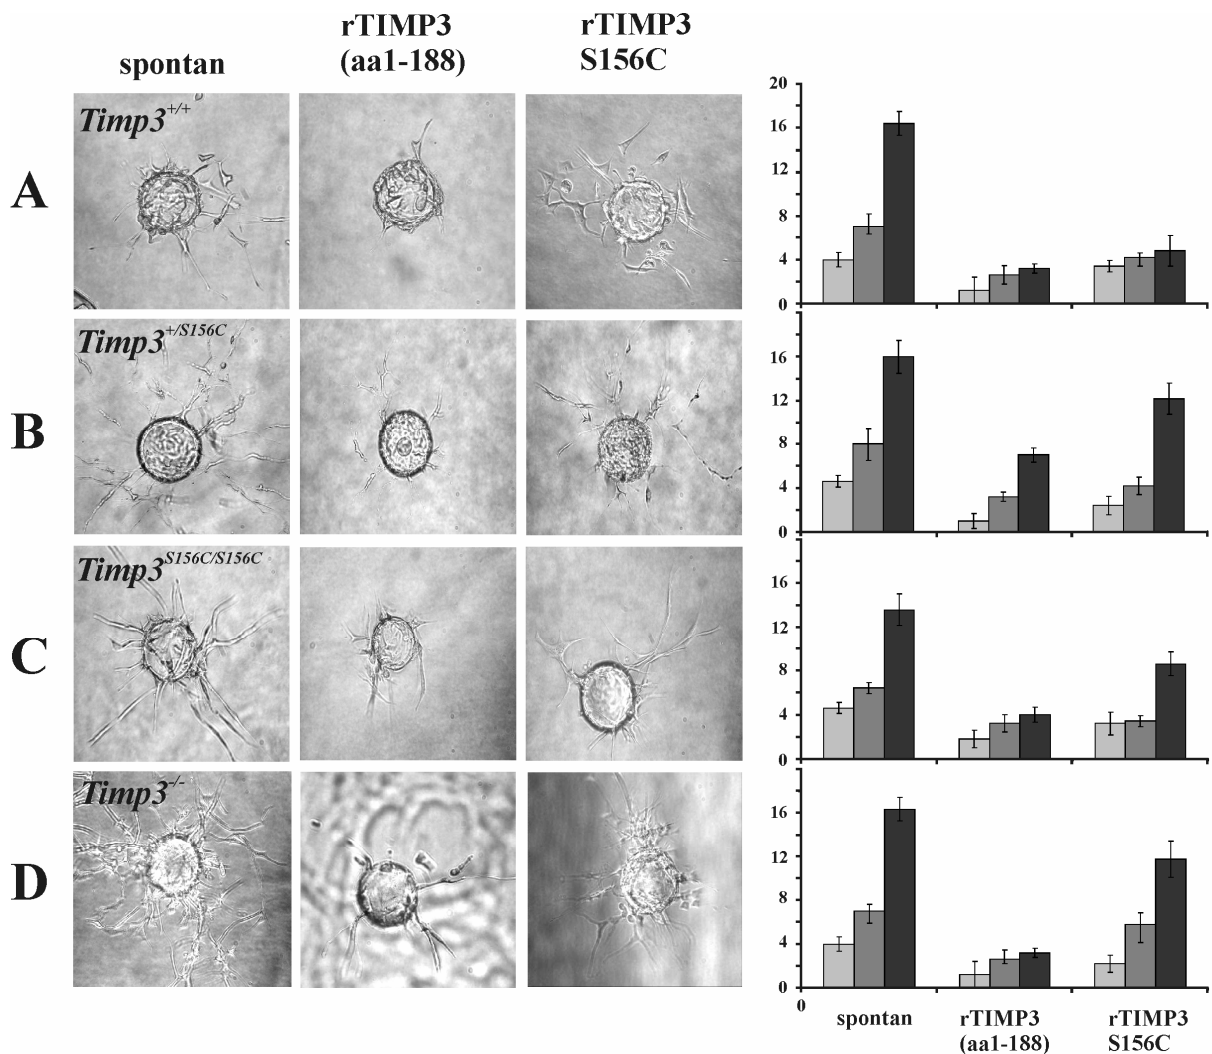 spontan
rTIMP3
(aa1-188)
rTIMP3
S156C
A
Timp3+/+
20
16
12
8
4
0
B
Timp3+/S156C
16
12
8
4
0
C
Timp3S156C/S156C
16
12
8
4
0
D
Timp3-/-
16
12
8
4
0
0
spontan
rTIMP3
(aa1-188)
rTIMP3
S156C